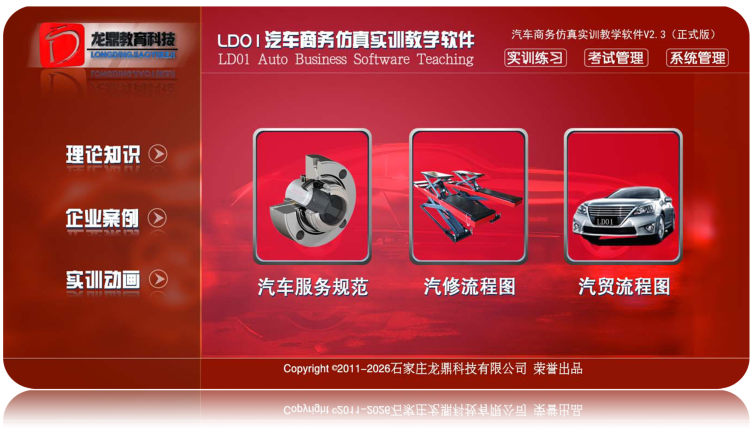 龙鼎教育科技
LONGDINGJIAOYUKEJI
LD01汽车商务仿真实训教学软件
LD01 Auto Business Software Teaching
汽车商务仿真实训教学软件V2.3（正式版）
实训练习
考试管理
系统管理
理论知识
企业案例
实训动画
LD01
汽车服务规范
汽修流程图
汽贸流程图
Copyright ©2011-2026石家庄龙鼎科技有限公司 荣誉出品